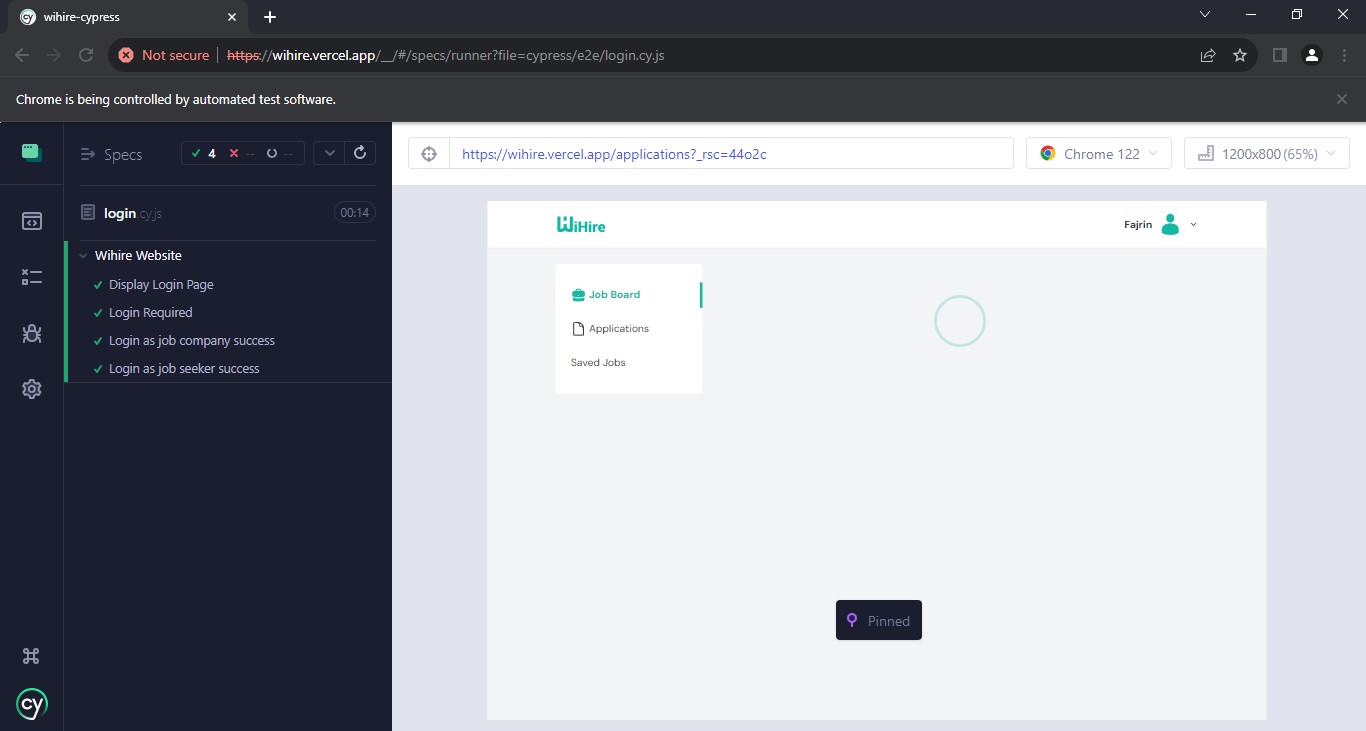 wihire-cypress
Not secure https://wihire.vercel.app/__/#/specs/runner?file=cypress/e2e/login.cy.js
Chrome is being controlled by automated test software.
Specs 4 -- --
login.cy.js 00:14
Wihire Website
Display Login Page
Login Required
Login as job company success
Login as job seeker success
cy
https://wihire.vercel.app/applications?_rsc=44o2c
Chrome 122
1200x800 (65%)
WiHire
Fajrin
Job Board
Applications
Saved Jobs
Pinned